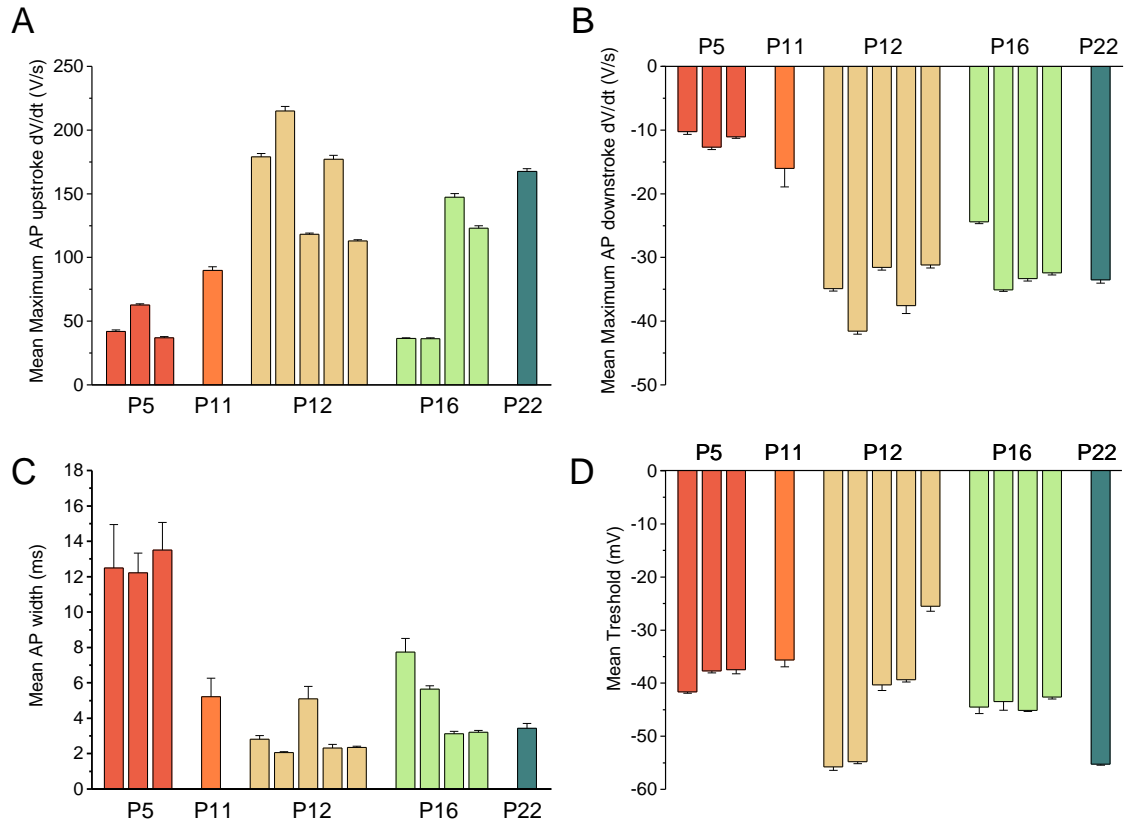 A
Mean Maximum AP upstroke dV/dt (V/s)
250
200
150
100
50
0
P5 P11 P12 P16 P22
B
P5 P11 P12 P16 P22
Mean Maximum AP downstroke dV/dt (V/s)
0
-10
-20
-30
-40
-50
C
Mean AP width (ms)
18
16
14
12
10
8
6
4
2
0
P5 P11 P12 P16 P22
D
P5 P11 P12 P16 P22
Mean Treshold (mV)
0
-10
-20
-30
-40
-50
-60